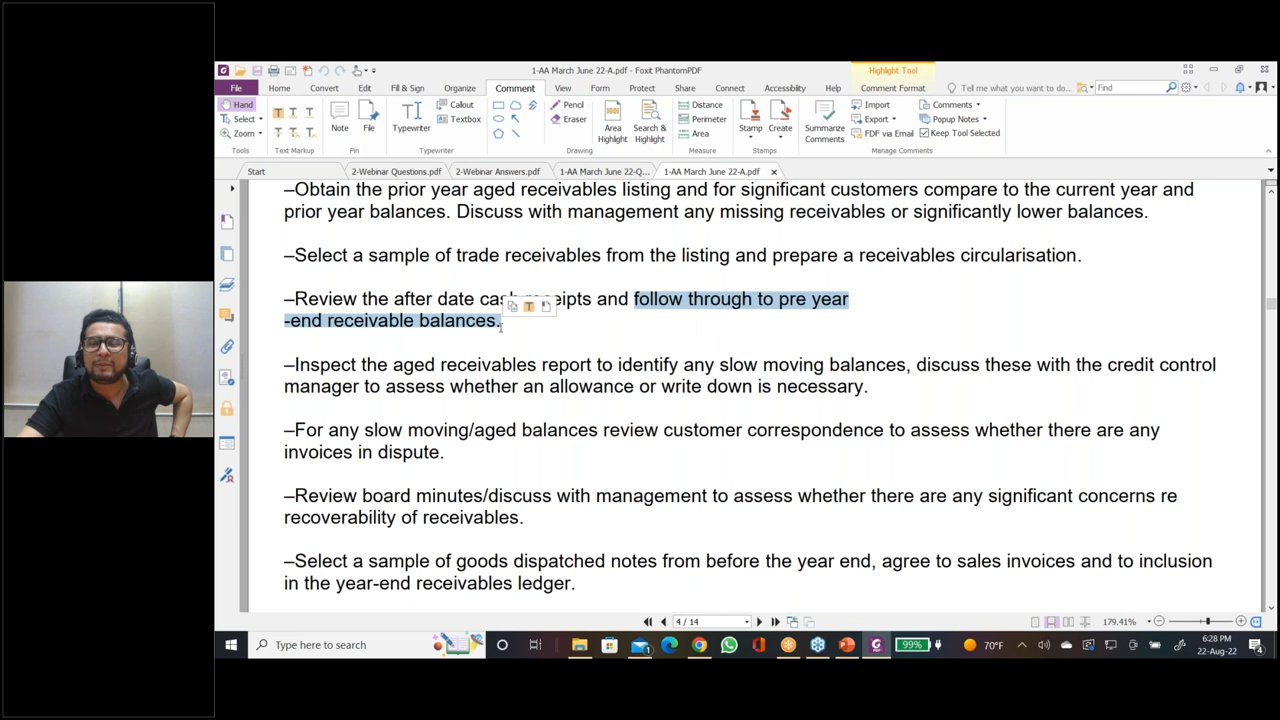 1-AA March June 22-A.pdf - Foxit PhantomPDF
Highlight Tool
File Home Convert Edit Fill & Sign Organize Comment View Form Protect Share Connect Accessibility Help Comment Format Tell me what you want to do.. Find
Hand
Select
Zoom
Tools
Text Markup
Note
File
Pin
Typewriter
Callout
Textbox
Typewriter
Pencil
Eraser
Area Highlight
Search & Highlight
Drawing
Distance
Perimeter
Area
Measure
Stamp
Create
Stamps
Summarize Comments
Import
Export
FDF via Email
Comments
Popup Notes
Keep Tool Selected
Manage Comments
Start 2-Webinar Questions.pdf 2-Webinar Answers.pdf 1-AA March June 22-Q... 1-AA March June 22-A.pdf
–Obtain the prior year aged receivables listing and for significant customers compare to the current year and
prior year balances. Discuss with management any missing receivables or significantly lower balances.
–Select a sample of trade receivables from the listing and prepare a receivables circularisation.
–Review the after date cash receipts and follow through to pre year
-end receivable balances.
–Inspect the aged receivables report to identify any slow moving balances, discuss these with the credit control
manager to assess whether an allowance or write down is necessary.
–For any slow moving/aged balances review customer correspondence to assess whether there are any
invoices in dispute.
–Review board minutes/discuss with management to assess whether there are any significant concerns re
recoverability of receivables.
–Select a sample of goods dispatched notes from before the year end, agree to sales invoices and to inclusion
in the year-end receivables ledger.
4 / 14
179.41%
Type here to search
99%
70°F
6:28 PM
22-Aug-22